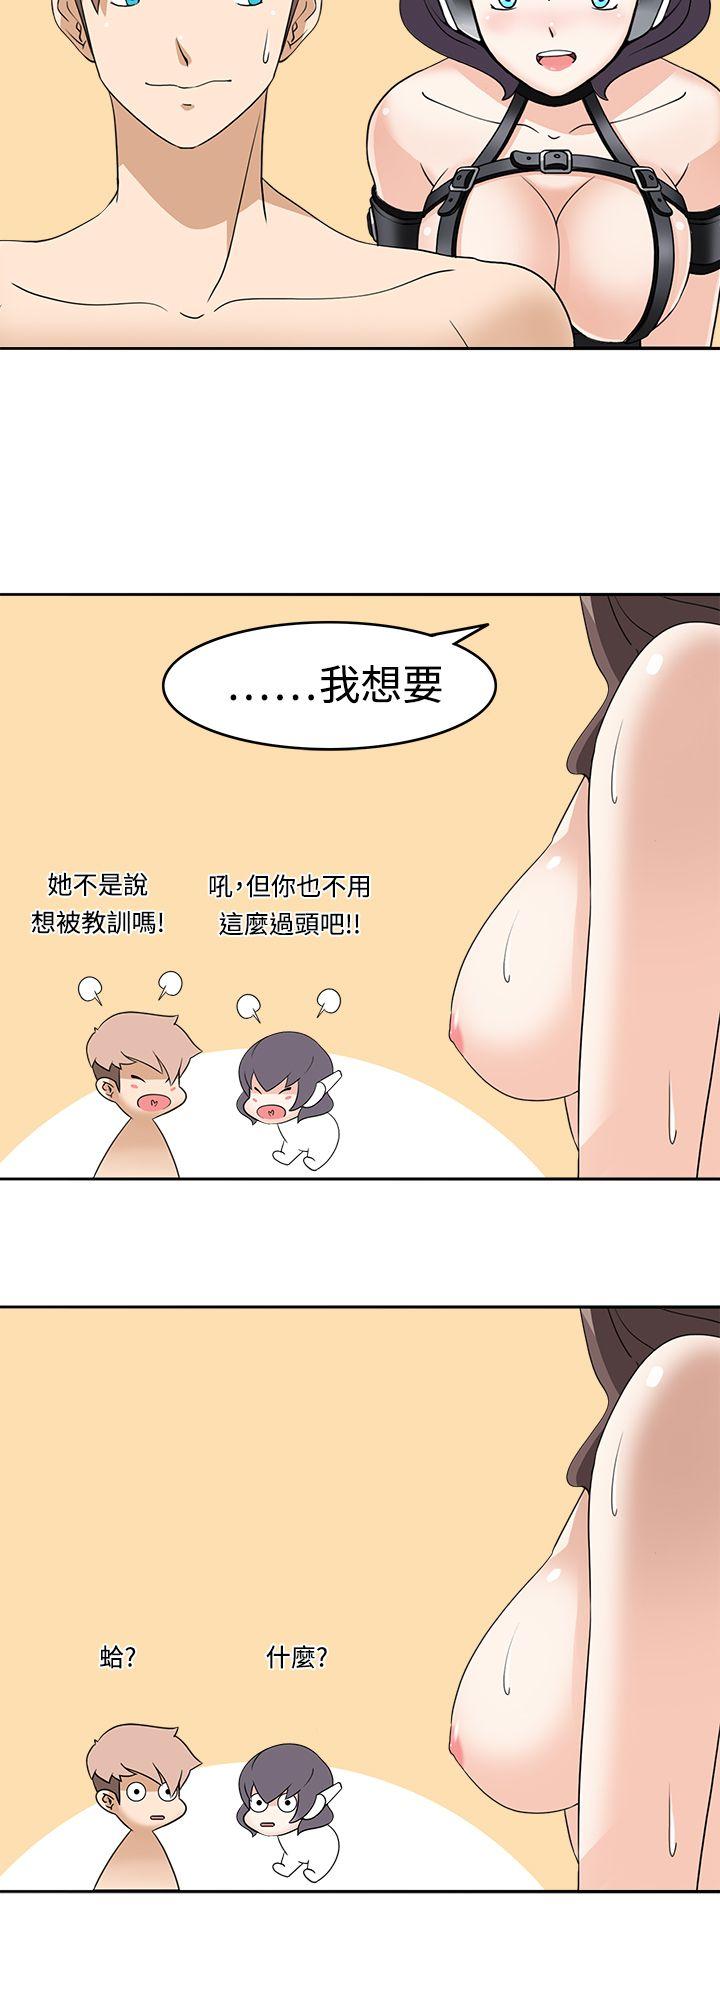 ......我想要
她不是說
想被教訓嗎!
吼，但你也不用
這麼過頭吧!!
蛤?
什麼?